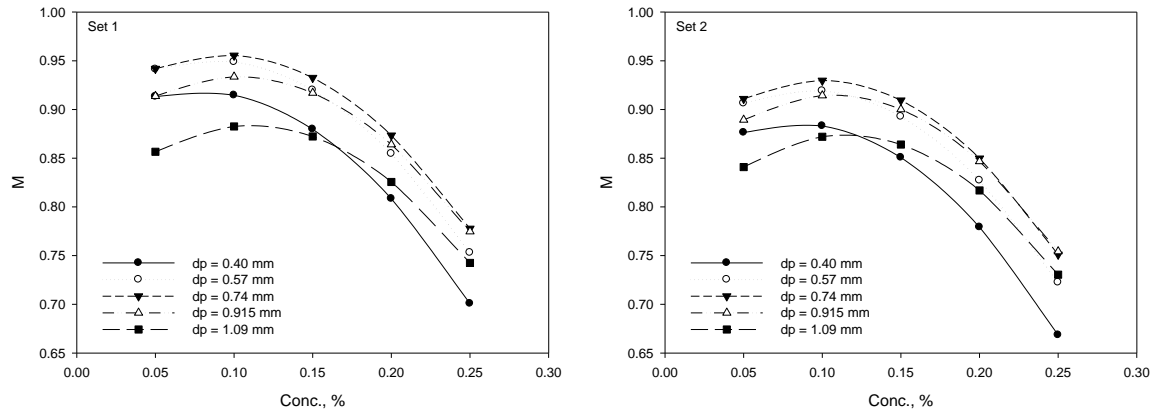 Set 1
1.00
0.95
0.90
0.85
0.80
0.75
0.70
0.65
M
dp = 0.40 mm
dp = 0.57 mm
dp = 0.74 mm
dp = 0.915 mm
dp = 1.09 mm
0.00 0.05 0.10 0.15 0.20 0.25 0.30
Conc., %
Set 2
1.00
0.95
0.90
0.85
0.80
0.75
0.70
0.65
M
dp = 0.40 mm
dp = 0.57 mm
dp = 0.74 mm
dp = 0.915 mm
dp = 1.09 mm
0.00 0.05 0.10 0.15 0.20 0.25 0.30
Conc., %